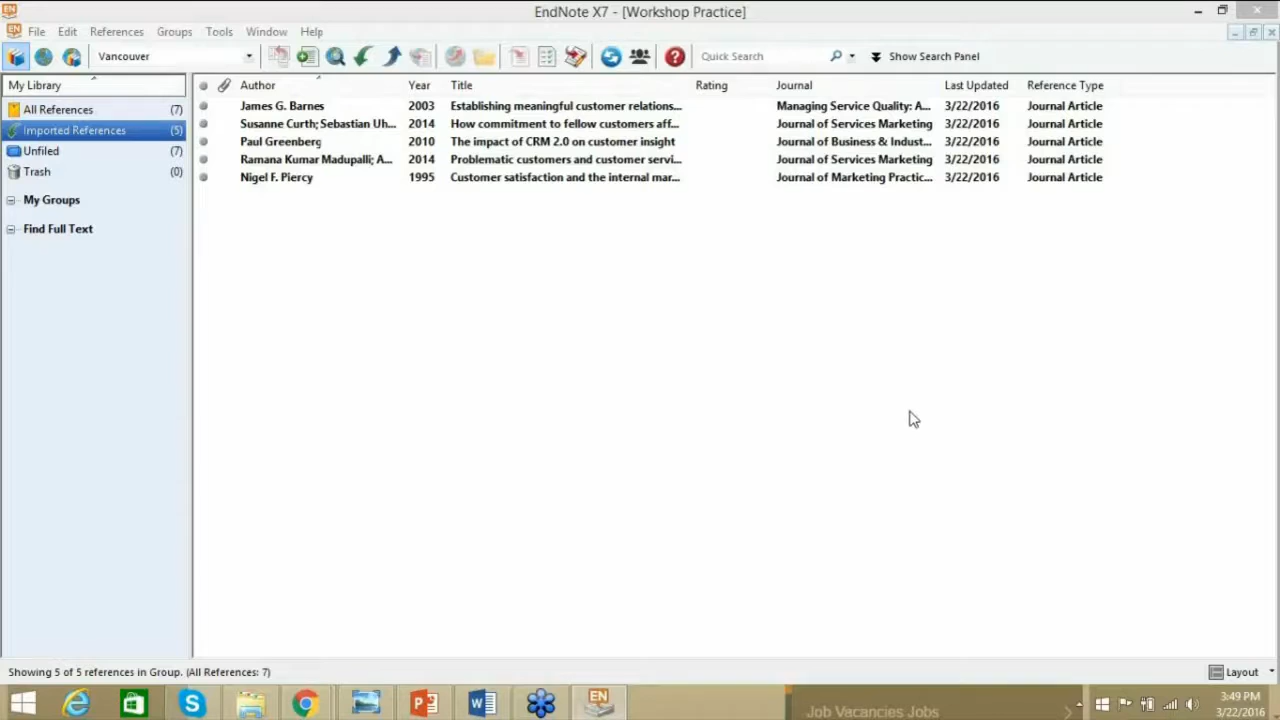 EndNote X7 - [Workshop Practice]
File Edit References Groups Tools Window Help
Vancouver Quick Search Show Search Panel
My Library
All References (7)
Imported References (5)
Unfiled (7)
Trash (0)
My Groups
Find Full Text
Author Year Title Rating Journal Last Updated Reference Type
James G. Barnes 2003 Establishing meaningful customer relations... Managing Service Quality: A... 3/22/2016 Journal Article
Susanne Curth; Sebastian Uh... 2014 How commitment to fellow customers aff... Journal of Services Marketing 3/22/2016 Journal Article
Paul Greenberg 2010 The impact of CRM 2.0 on customer insight Journal of Business & Indust... 3/22/2016 Journal Article
Ramana Kumar Madupalli; A... 2014 Problematic customers and customer servi... Journal of Services Marketing 3/22/2016 Journal Article
Nigel F. Piercy 1995 Customer satisfaction and the internal mar... Journal of Marketing Practic... 3/22/2016 Journal Article
Showing 5 of 5 references in Group. (All References: 7) Layout
EN
Job Vacancies Jobs
3:49 PM
3/22/2016